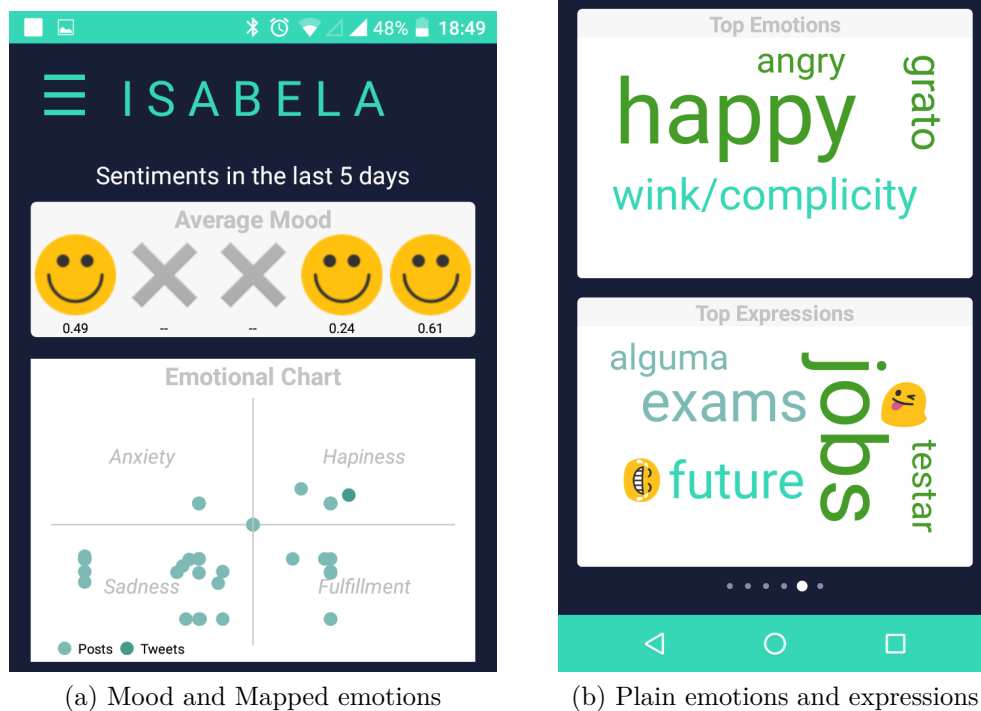 48% 18:49
ISABELA
Sentiments in the last 5 days
Average Mood
0.49 -- -- 0.24 0.61
Emotional Chart
Anxiety Hapiness
Sadness Fulfillment
Posts Tweets
(a) Mood and Mapped emotions
Top Emotions
angry
happy
grato
wink/complicity
Top Expressions
alguma
exams
jobs
future
testar
(b) Plain emotions and expressions